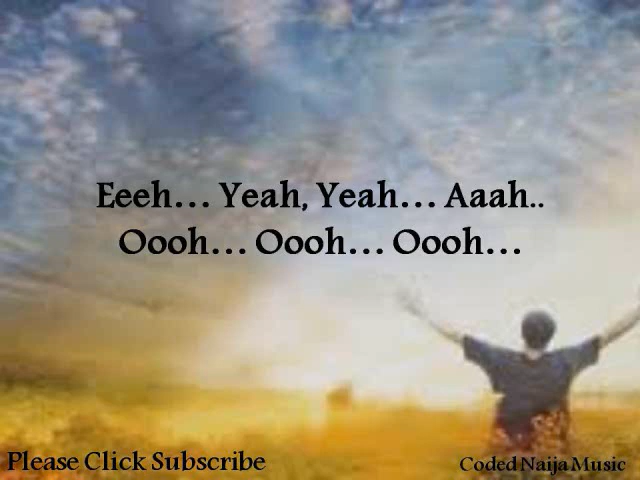 Eeeh... Yeah, Yeah... Aaah..
Oooh... Oooh... Oooh...
Please Click Subscribe
Coded Naija Music